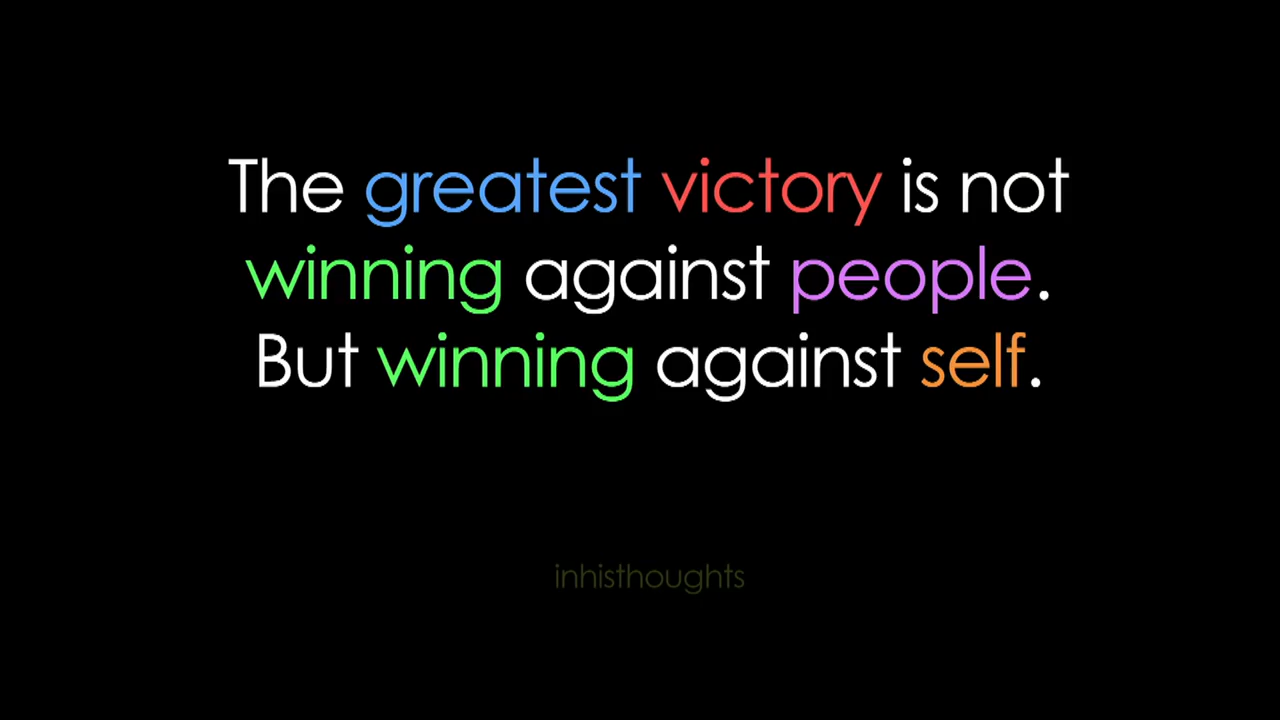 The greatest victory is not
winning against people.
But winning against self.
inhisthoughts